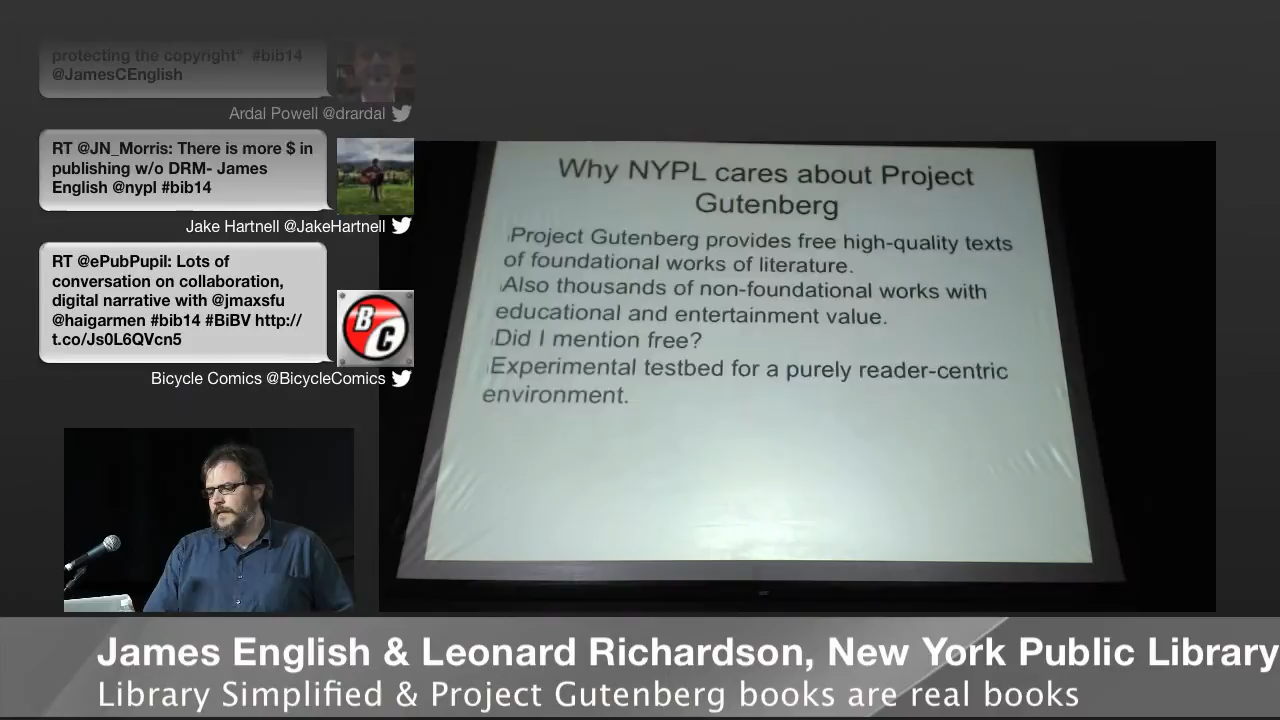 protecting the copyright" #bib14
@JamesCEnglish
Ardal Powell @drardal
RT @JN_Morris: There is more $ in
publishing w/o DRM- James
English @nypl #bib14
Jake Hartnell @JakeHartnell
RT @ePubPupil: Lots of
conversation on collaboration,
digital narrative with @jmaxsfu
@haigarmen #bib14 #BiBV http://
t.co/Js0L6QVcn5
BC
Bicycle Comics @BicycleComics
Why NYPL cares about Project
Gutenberg
Project Gutenberg provides free high-quality texts
of foundational works of literature.
Also thousands of non-foundational works with
educational and entertainment value.
Did I mention free?
Experimental testbed for a purely reader-centric
environment.
James English & Leonard Richardson, New York Public Library
Library Simplified & Project Gutenberg books are real books